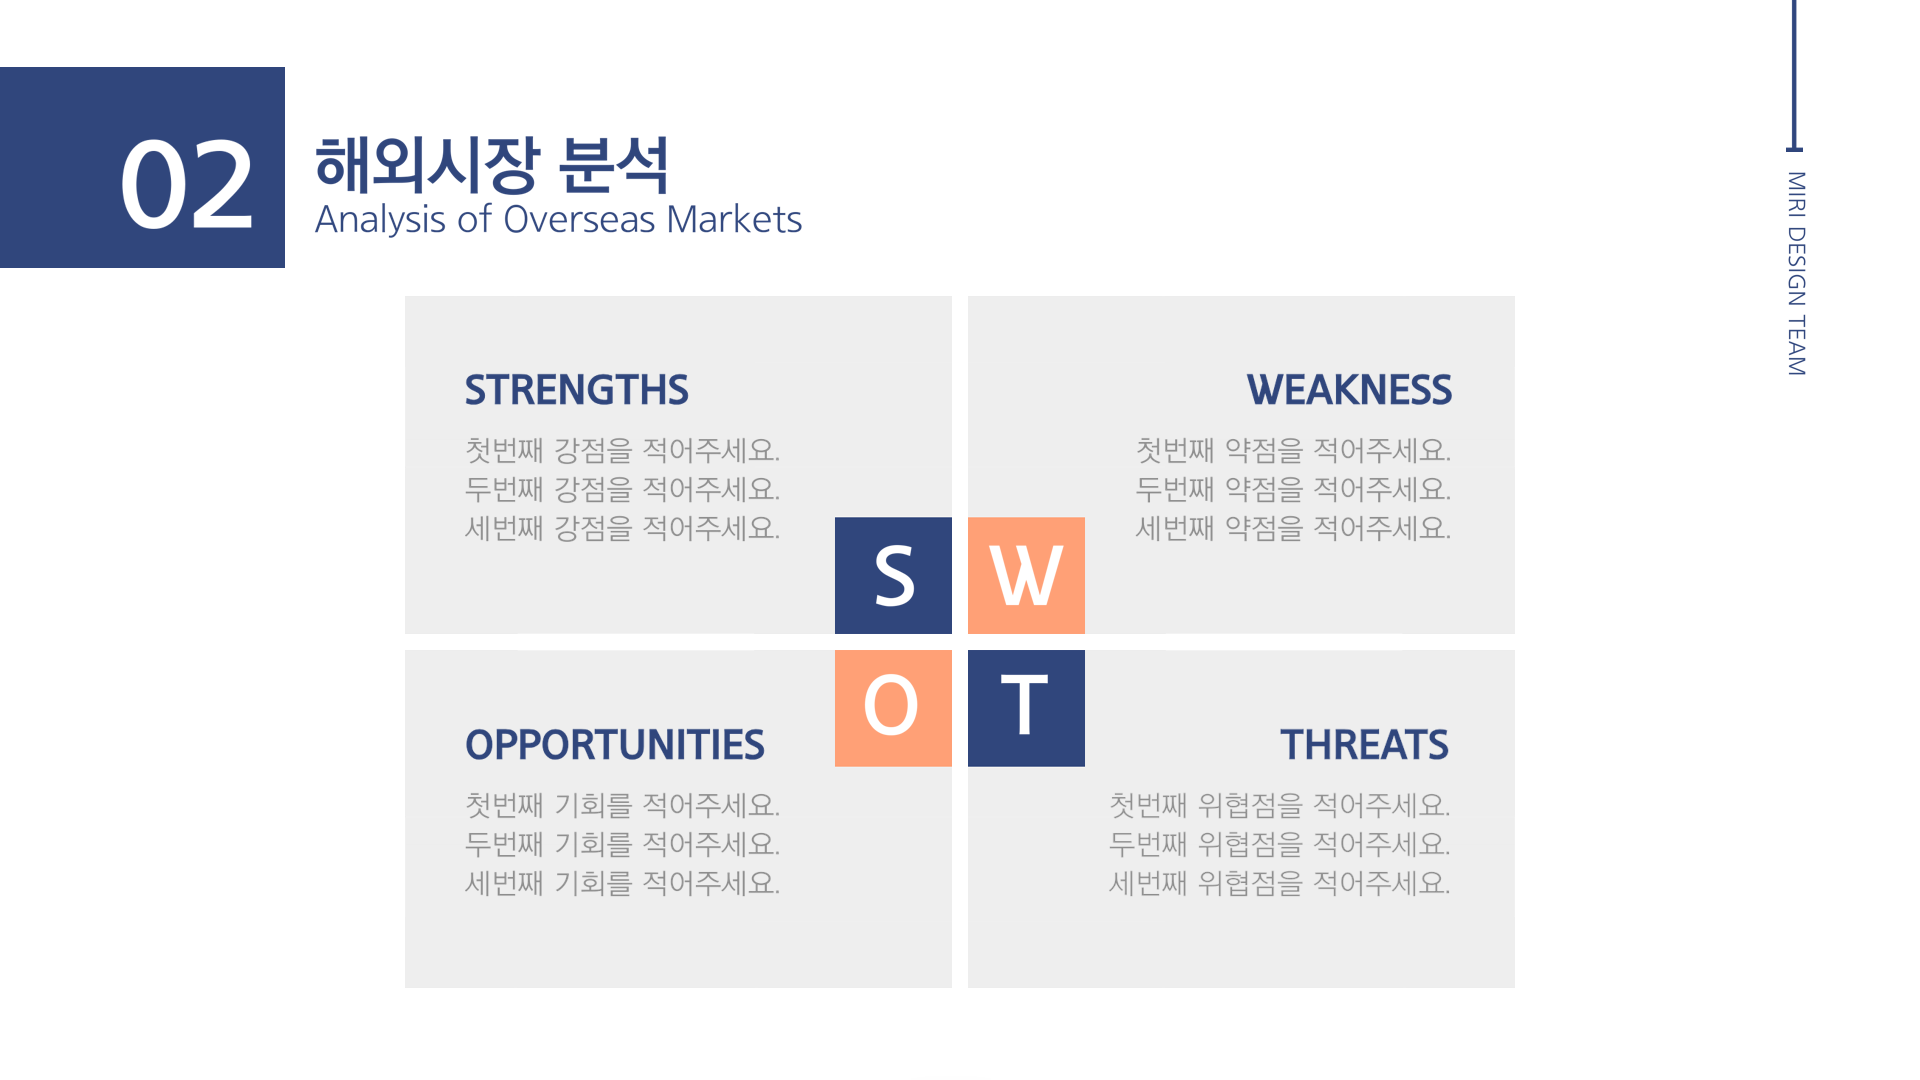 02
해외시장 분석
Analysis of Overseas Markets
MIRI DESIGN TEAM
STRENGTHS
첫번째 강점을 적어주세요.
두번째 강점을 적어주세요.
세번째 강점을 적어주세요.
S
WEAKNESS
첫번째 약점을 적어주세요.
두번째 약점을 적어주세요.
세번째 약점을 적어주세요.
W
OPPORTUNITIES
첫번째 기회를 적어주세요.
두번째 기회를 적어주세요.
세번째 기회를 적어주세요.
O
THREATS
첫번째 위협점을 적어주세요.
두번째 위협점을 적어주세요.
세번째 위협점을 적어주세요.
T